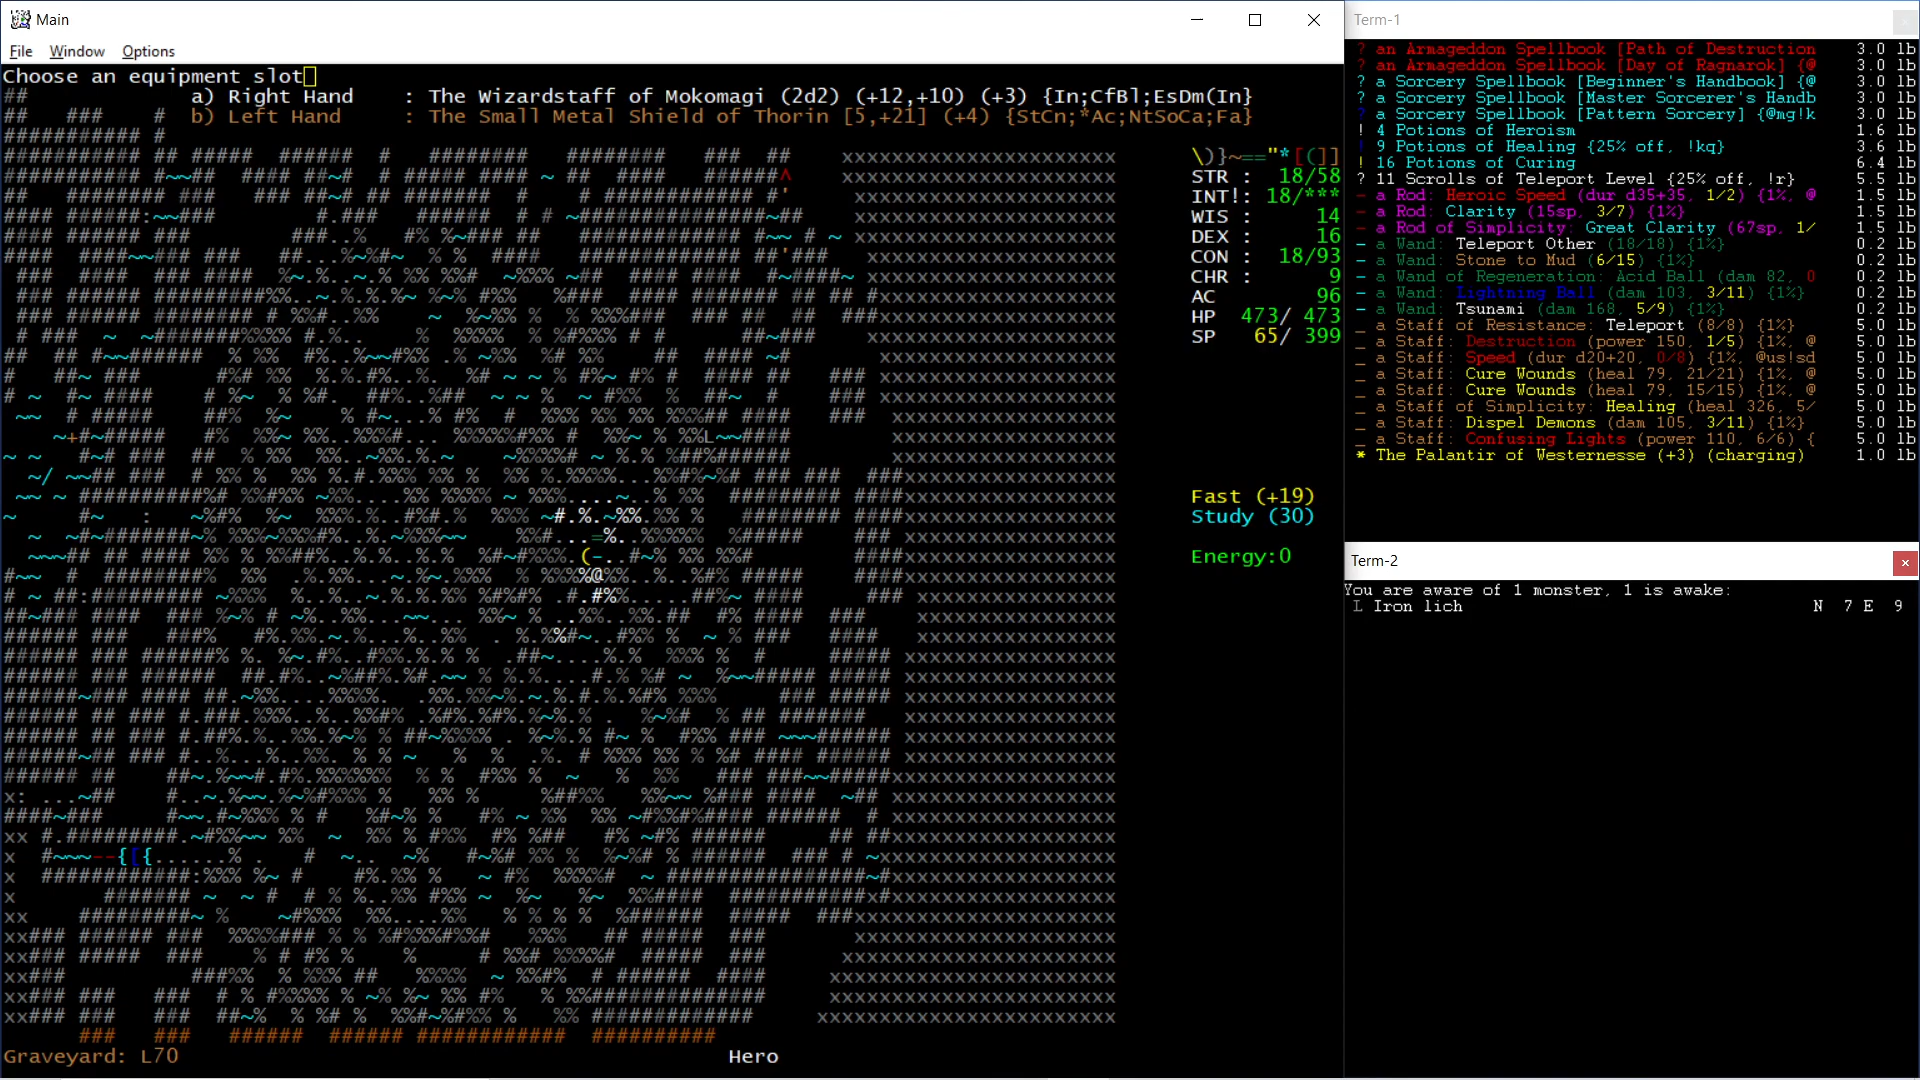 Main
File Window Options
Choose an equipment slot
a) Right Hand : The Wizardstaff of Mokomagi (2d2) (+12,+10) (+3) {In;CfBl;EsDm(In}
b) Left Hand : The Small Metal Shield of Thorin [5,+21] (+4) {StCn;*Ac;NtSoCa;Fa}
STR : 18/58
INT!: 18/***
WIS : 14
DEX : 16
CON : 18/93
CHR : 9
AC 96
HP 473/ 473
SP 65/ 399
Fast (+19)
Study (30)
Energy:0
Graveyard: L70
Hero
Term-1
? an Armageddon Spellbook [Path of Destruction 3.0 lb
? an Armageddon Spellbook [Day of Ragnarok] {@ 3.0 lb
? a Sorcery Spellbook [Beginner's Handbook] {@ 3.0 lb
? a Sorcery Spellbook [Master Sorcerer's Handb 3.0 lb
? a Sorcery Spellbook [Pattern Sorcery] {@mg!k 3.0 lb
! 4 Potions of Heroism 1.6 lb
! 9 Potions of Healing {25% off, !kq} 3.6 lb
! 16 Potions of Curing 6.4 lb
? 11 Scrolls of Teleport Level {25% off, !r} 5.5 lb
- a Rod: Heroic Speed (dur d35+35, 1/2) {1%, @ 1.5 lb
- a Rod: Clarity (15sp, 3/7) {1%} 1.5 lb
- a Rod of Simplicity: Great Clarity (67sp, 1/ 1.5 lb
- a Wand: Teleport Other (18/18) {1%} 0.2 lb
- a Wand: Stone to Mud (6/15) {1%} 0.2 lb
- a Wand of Regeneration: Acid Ball (dam 82, 0 0.2 lb
- a Wand: Lightning Ball (dam 103, 3/11) {1%} 0.2 lb
- a Wand: Tsunami (dam 168, 5/9) {1%} 0.2 lb
_ a Staff of Resistance: Teleport (8/8) {1%} 5.0 lb
_ a Staff: Destruction (power 150, 1/5) {1%, @ 5.0 lb
_ a Staff: Speed (dur d20+20, 0/8) {1%, @us!sd 5.0 lb
_ a Staff: Cure Wounds (heal 79, 21/21) {1%, @ 5.0 lb
_ a Staff: Cure Wounds (heal 79, 15/15) {1%, @ 5.0 lb
_ a Staff of Simplicity: Healing (heal 326, 5/ 5.0 lb
_ a Staff: Dispel Demons (dam 105, 3/11) {1%} 5.0 lb
_ a Staff: Confusing Lights (power 110, 6/6) { 5.0 lb
* The Palantir of Westernesse (+3) (charging) 1.0 lb
Term-2
You are aware of 1 monster, 1 is awake:
L Iron lich N 7 E 9